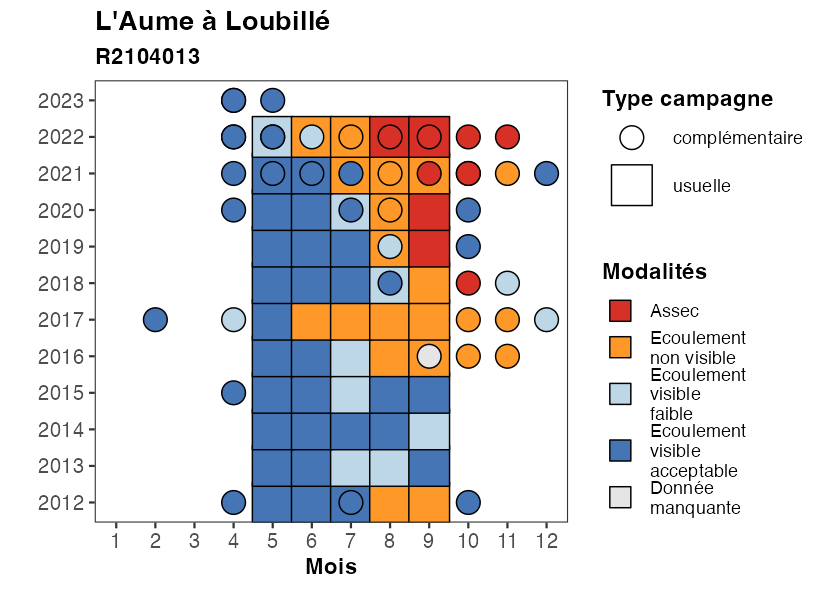 L'Aume à Loubillé
R2104013
2023
2022
2021
2020
2019
2018
2017
2016
2015
2014
2013
2012
1 2 3 4 5 6 7 8 9 10 11 12
Mois
Type campagne
complémentaire
usuelle
Modalités
Assec
Ecoulement
non visible
Ecoulement
visible
faible
Ecoulement
visible
acceptable
Donnée
manquante